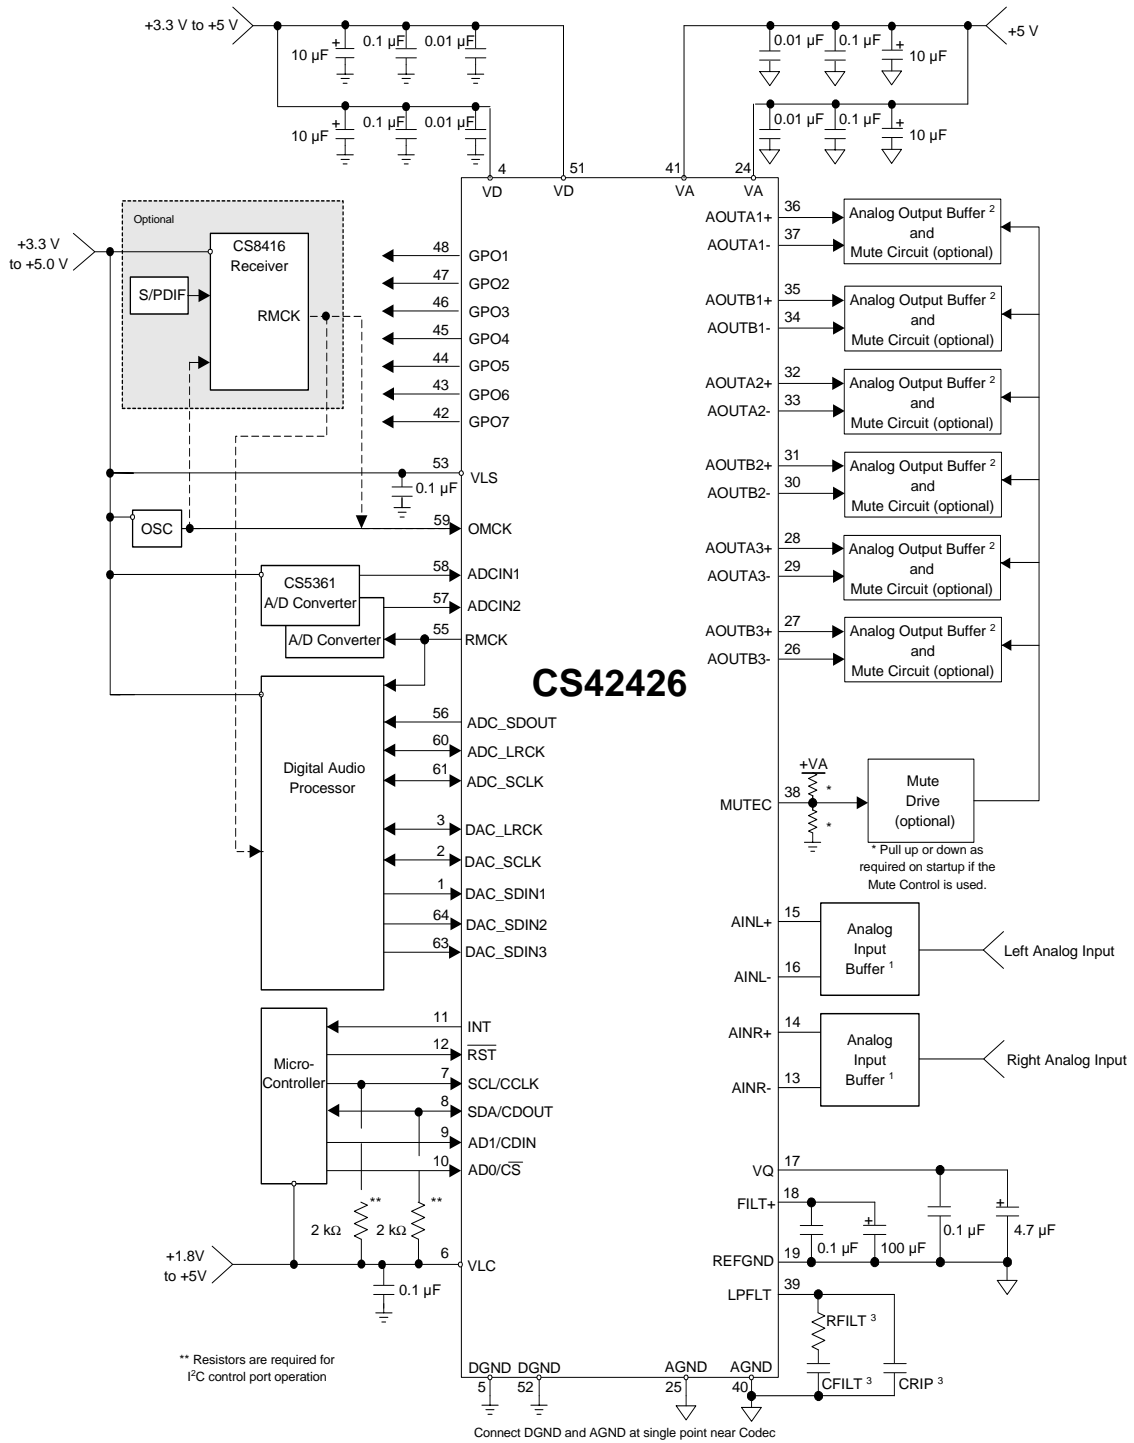 +3.3 V to +5 V
10 µF
0.1 µF
0.01 µF
0.01 µF
0.1 µF
10 µF
+5 V
10 µF
0.1 µF
0.01 µF
0.01 µF
0.1 µF
10 µF
4
VD
51
VD
41
VA
24
VA
Optional
+3.3 V
to +5.0 V
CS8416
Receiver
S/PDIF
RMCK
48
GPO1
47
GPO2
46
GPO3
45
GPO4
44
GPO5
43
GPO6
42
GPO7
53
VLS
0.1 µF
OSC
59
OMCK
CS5361
A/D Converter
A/D Converter
58
ADCIN1
57
ADCIN2
55
RMCK
CS42426
Digital Audio
Processor
56
ADC_SDOUT
60
ADC_LRCK
61
ADC_SCLK
3
DAC_LRCK
2
DAC_SCLK
1
DAC_SDIN1
64
DAC_SDIN2
63
DAC_SDIN3
Micro-
Controller
11
INT
12
RST
7
SCL/CCLK
8
SDA/CDOUT
9
AD1/CDIN
10
AD0/CS
**
2 kΩ
**
2 kΩ
+1.8V
to +5V
6
VLC
0.1 µF
** Resistors are required for
I²C control port operation
DGND
5
DGND
52
AGND
25
AGND
40
Connect DGND and AGND at single point near Codec
AOUTA1+
36
AOUTA1-
37
Analog Output Buffer ²
and
Mute Circuit (optional)
AOUTB1+
35
AOUTB1-
34
Analog Output Buffer ²
and
Mute Circuit (optional)
AOUTA2+
32
AOUTA2-
33
Analog Output Buffer ²
and
Mute Circuit (optional)
AOUTB2+
31
AOUTB2-
30
Analog Output Buffer ²
and
Mute Circuit (optional)
AOUTA3+
28
AOUTA3-
29
Analog Output Buffer ²
and
Mute Circuit (optional)
AOUTB3+
27
AOUTB3-
26
Analog Output Buffer ²
and
Mute Circuit (optional)
+VA
*
*
MUTEC
38
Mute
Drive
(optional)
* Pull up or down as
required on startup if the
Mute Control is used.
AINL+
15
AINL-
16
Analog
Input
Buffer ¹
Left Analog Input
AINR+
14
AINR-
13
Analog
Input
Buffer ¹
Right Analog Input
VQ
17
FILT+
18
0.1 µF
100 µF
0.1 µF
4.7 µF
REFGND
19
LPFLT
39
RFILT ³
CFILT ³
CRIP ³